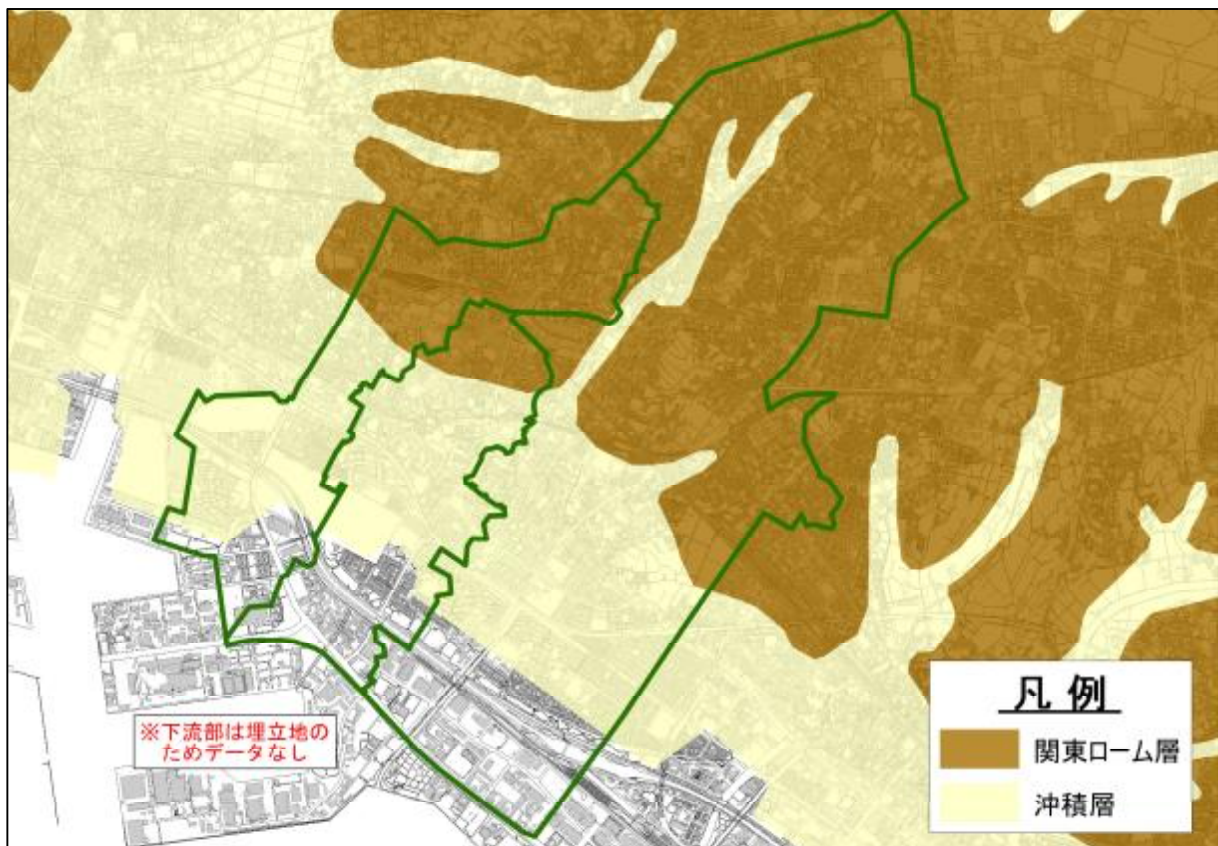 ※下流部は埋立地の
ためデータなし
凡例
関東ローム層
沖積層